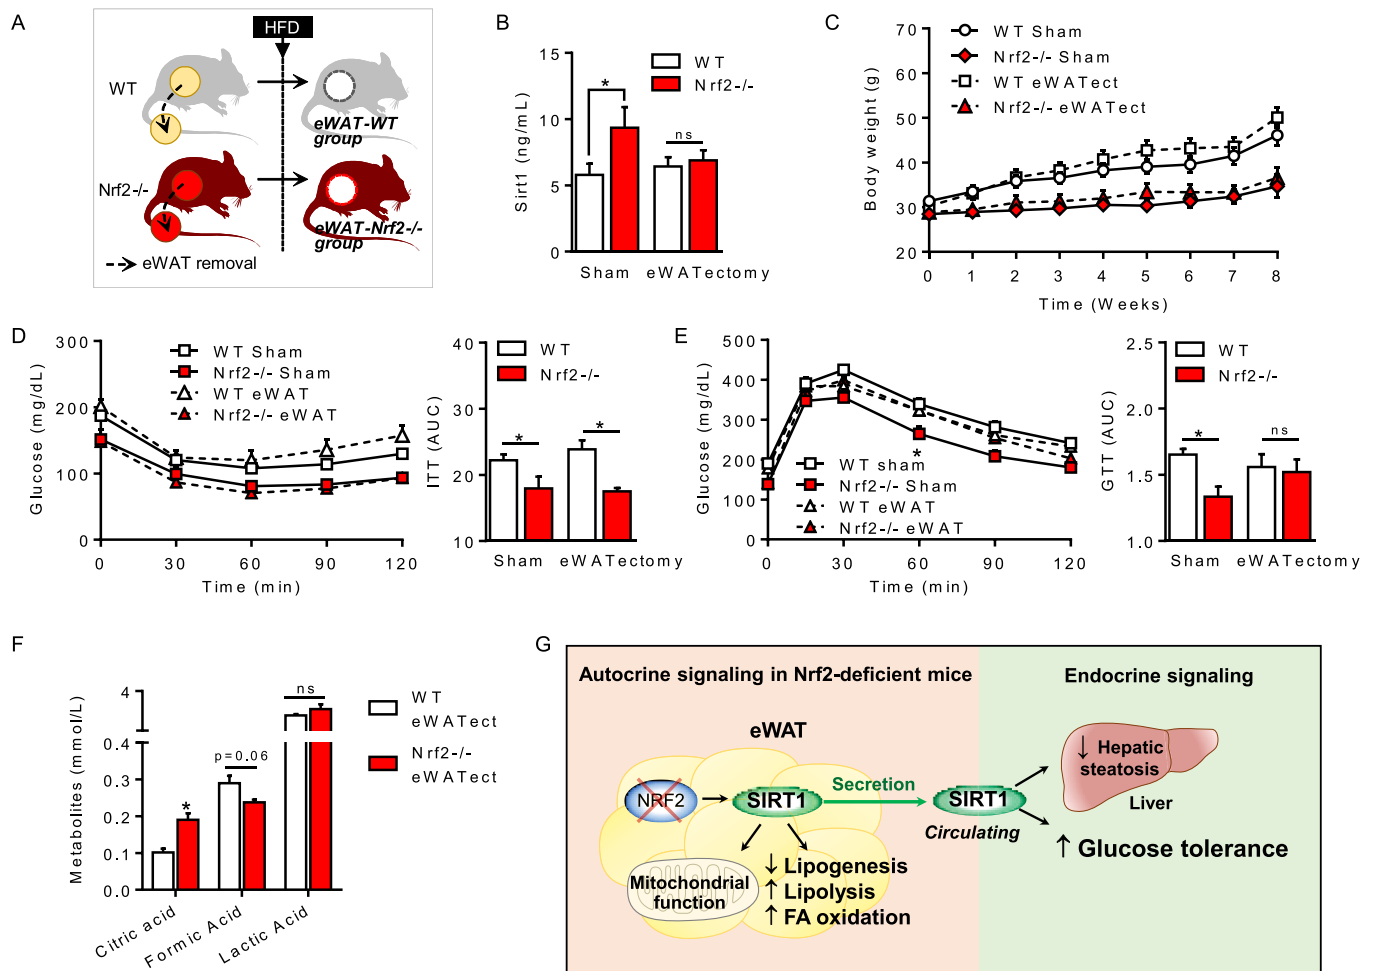 A
HFD
WT
eWAT-WT
group
Nrf2-/-
eWAT-Nrf2-/-
group
eWAT removal
B
WT
Nrf2-/-
Sirt1 (ng/mL)
15
10
5
0
*
ns
Sham
eWATectomy
C
WT Sham
Nrf2-/- Sham
WT eWATect
Nrf2-/- eWATect
Body weight (g)
70
60
50
40
30
20
0 1 2 3 4 5 6 7 8
Time (Weeks)
D
WT Sham
Nrf2-/- Sham
WT eWAT
Nrf2-/- eWAT
Glucose (mg/dL)
300
200
100
0
0 30 60 90 120
Time (min)
WT
Nrf2-/-
ITT (AUC)
40
30
20
10
*
*
Sham
eWATectomy
E
Glucose (mg/dL)
500
400
300
200
100
0
*
WT sham
Nrf2-/- Sham
WT eWAT
Nrf2-/- eWAT
0 30 60 90 120
Time (min)
WT
Nrf2-/-
GTT (AUC)
2.5
2.0
1.5
1.0
*
ns
Sham
eWATectomy
F
Metabolites (mmol/L)
4
0.4
0.3
0.2
0.1
0.0
*
p=0.06
ns
WT
eWATect
Nrf2-/-
eWATect
Citric acid
Formic Acid
Lactic Acid
G
Autocrine signaling in Nrf2-deficient mice
Endocrine signaling
eWAT
NRF2
SIRT1
Secretion
SIRT1
Circulating
↓ Hepatic
steatosis
Liver
↑ Glucose tolerance
Mitochondrial
function
↓ Lipogenesis
↑ Lipolysis
↑ FA oxidation